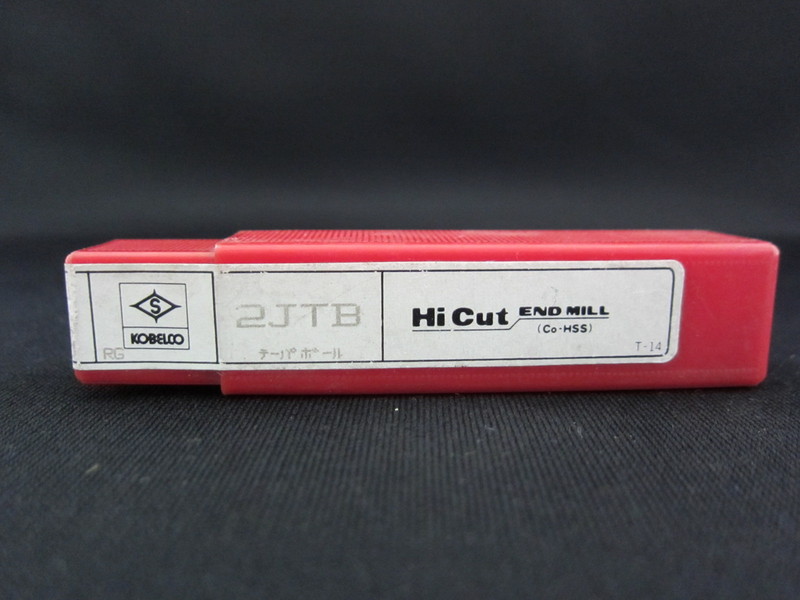 S
KOBELCO
RG
2JTB
テーパボール
Hi Cut END MILL
(Co-HSS)
T-14